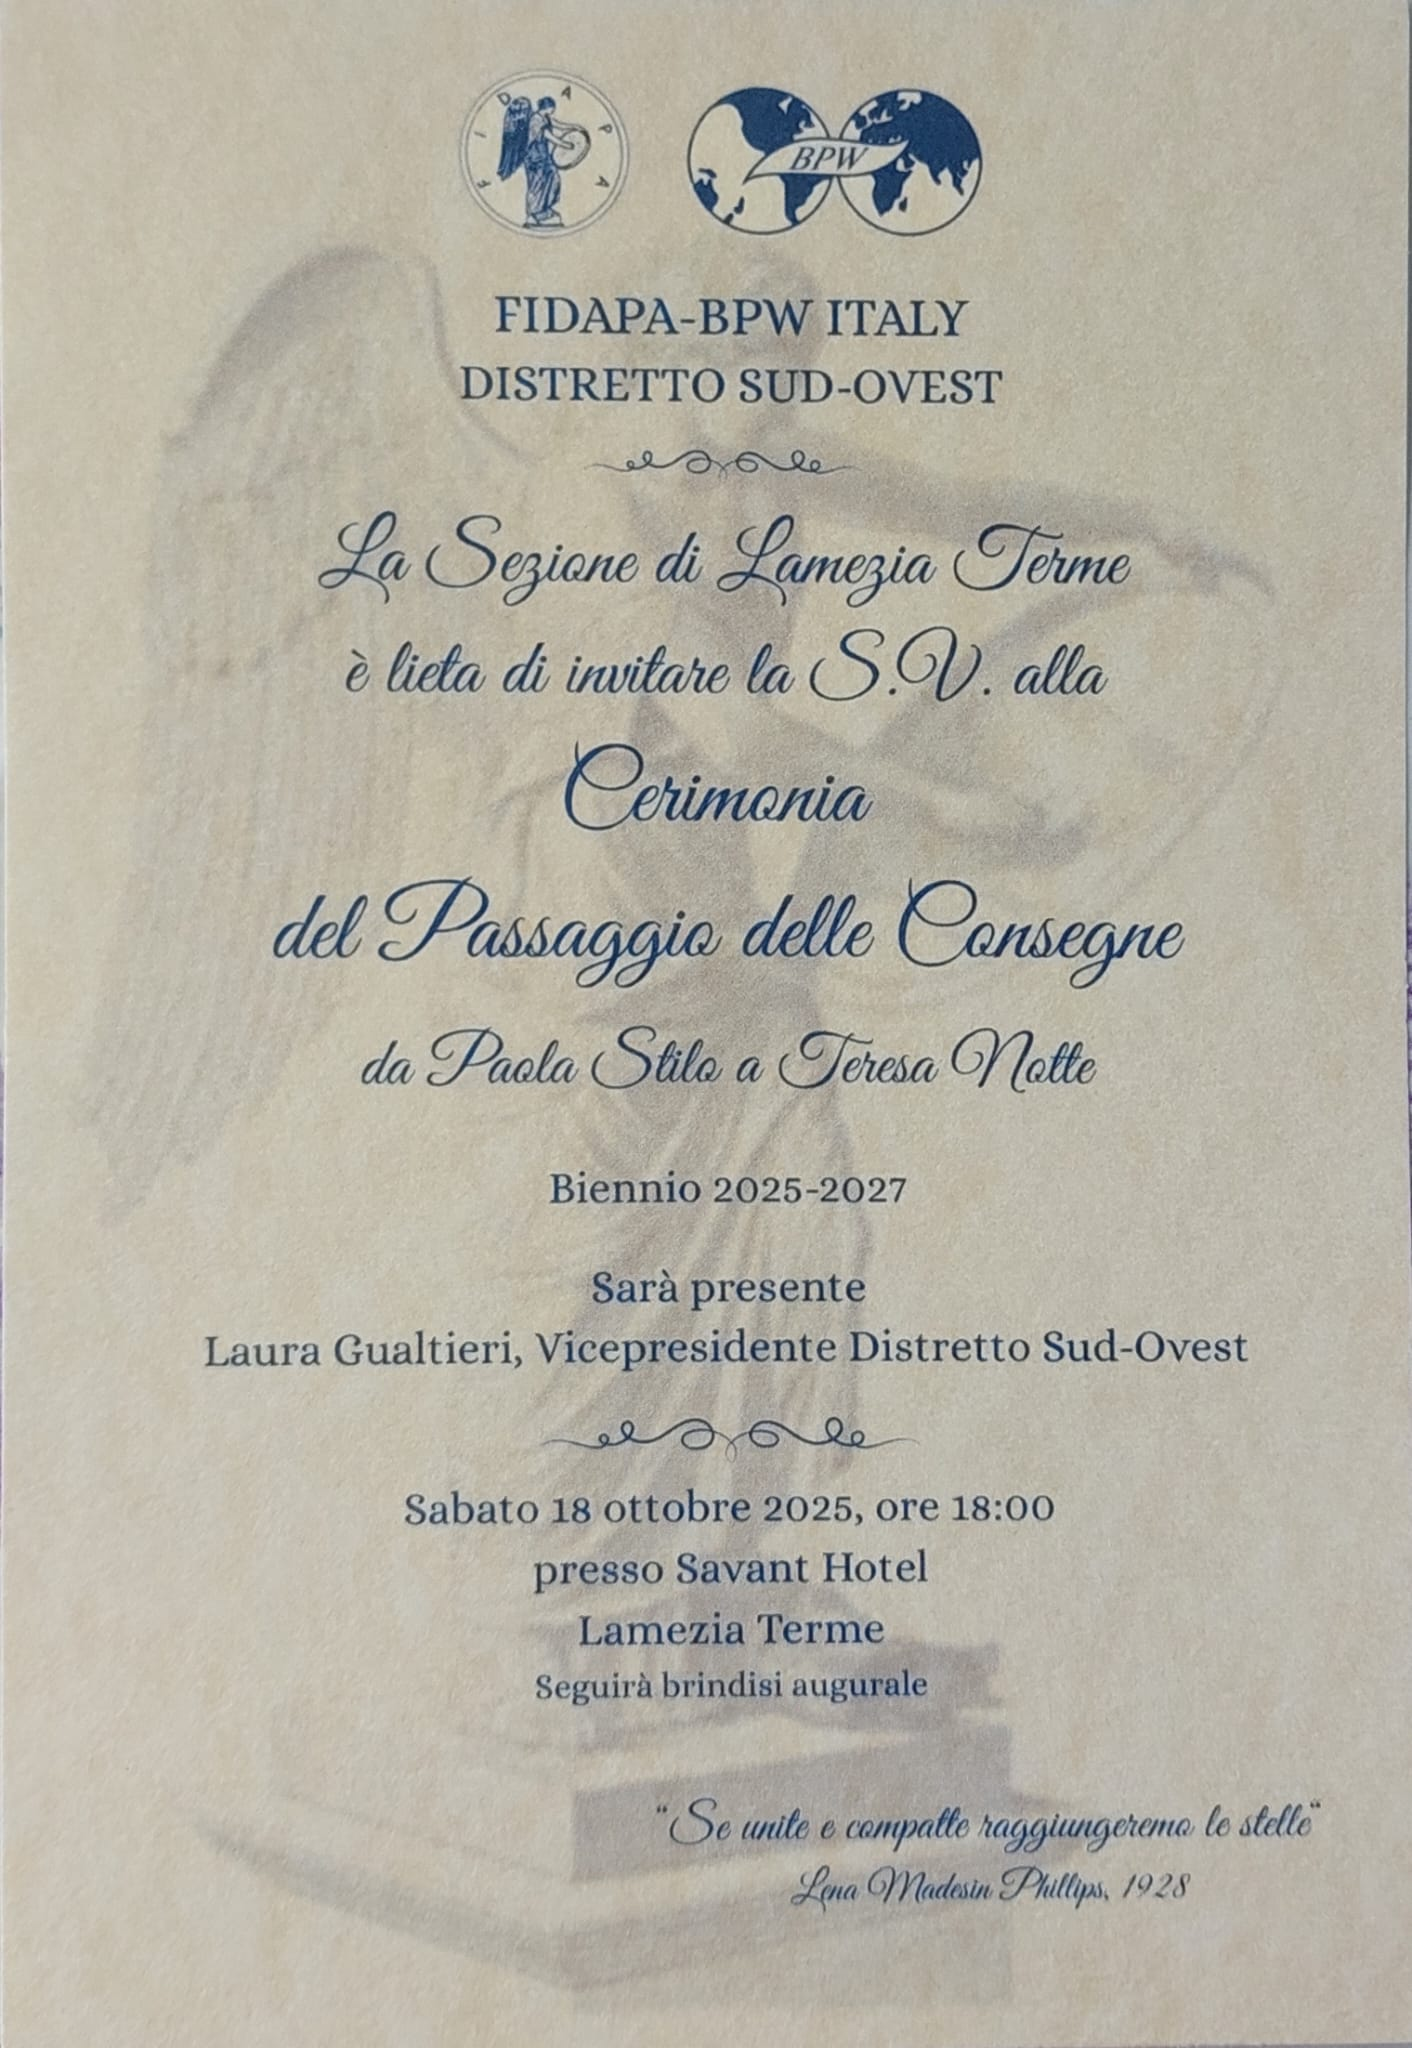 FIDAPA
BPW
FIDAPA-BPW ITALY
DISTRETTO SUD-OVEST
La Sezione di Lamezia Terme
è lieta di invitare la S.V. alla
Cerimonia
del Passaggio delle Consegne
da Paola Stilo a Teresa Notte
Biennio 2025-2027
Sarà presente
Laura Gualtieri, Vicepresidente Distretto Sud-Ovest
Sabato 18 ottobre 2025, ore 18:00
presso Savant Hotel
Lamezia Terme
Seguirà brindisi augurale
“Se unite e compatte raggiungeremo le stelle“
Lena Madesin Phillips, 1928